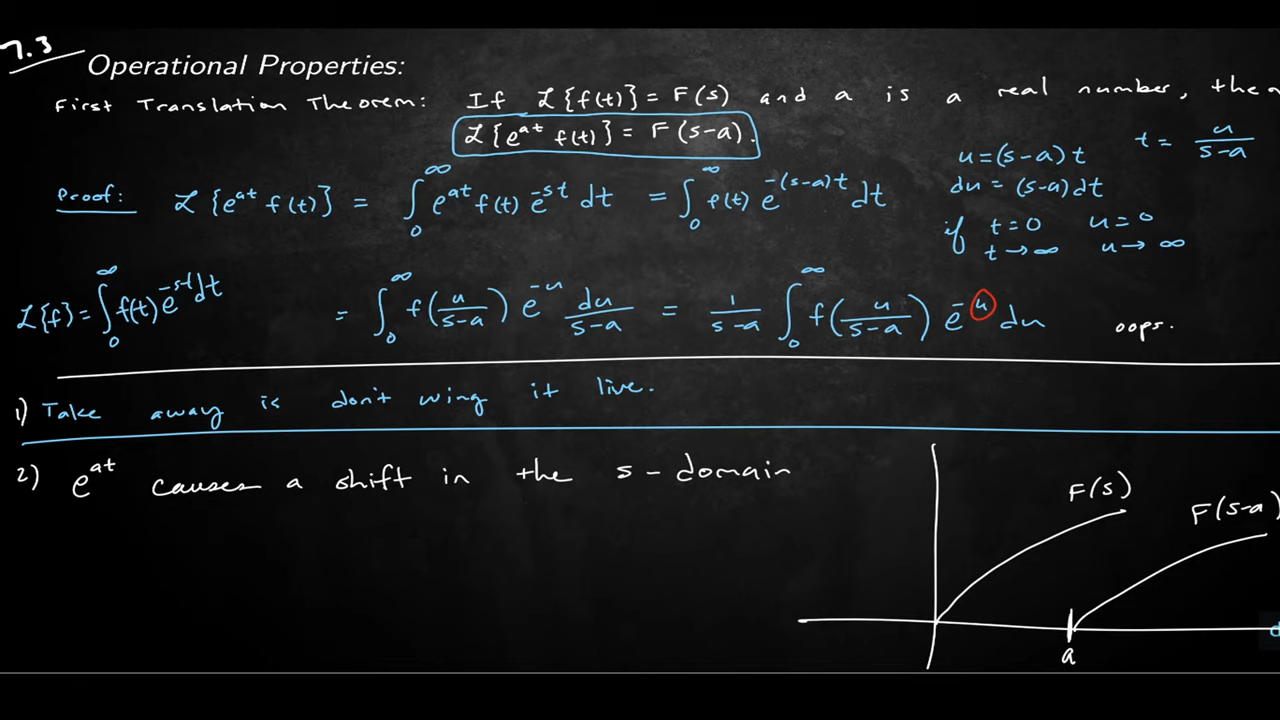 7.3
Operational Properties:
First Translation Theorem: If ℒ{f(t)} = F(s) and a is a real number, then
ℒ{e^{at} f(t)} = F(s-a).
Proof: ℒ{e^{at} f(t)} = ∫_0^∞ e^{at} f(t) e^{-st} dt = ∫_0^∞ f(t) e^{-(s-a)t} dt
u = (s-a)t t = u/(s-a)
du = (s-a)dt
if t=0 u=0
t→∞ u→∞
ℒ{f} = ∫_0^∞ f(t) e^{-st} dt = ∫_0^∞ f(u/(s-a)) e^{-u} du/(s-a) = 1/(s-a) ∫_0^∞ f(u/(s-a)) e^{-u} du oops.
1) Take away is don't wing it live.
2) e^{at} causes a shift in the s-domain
F(s)
F(s-a)
a